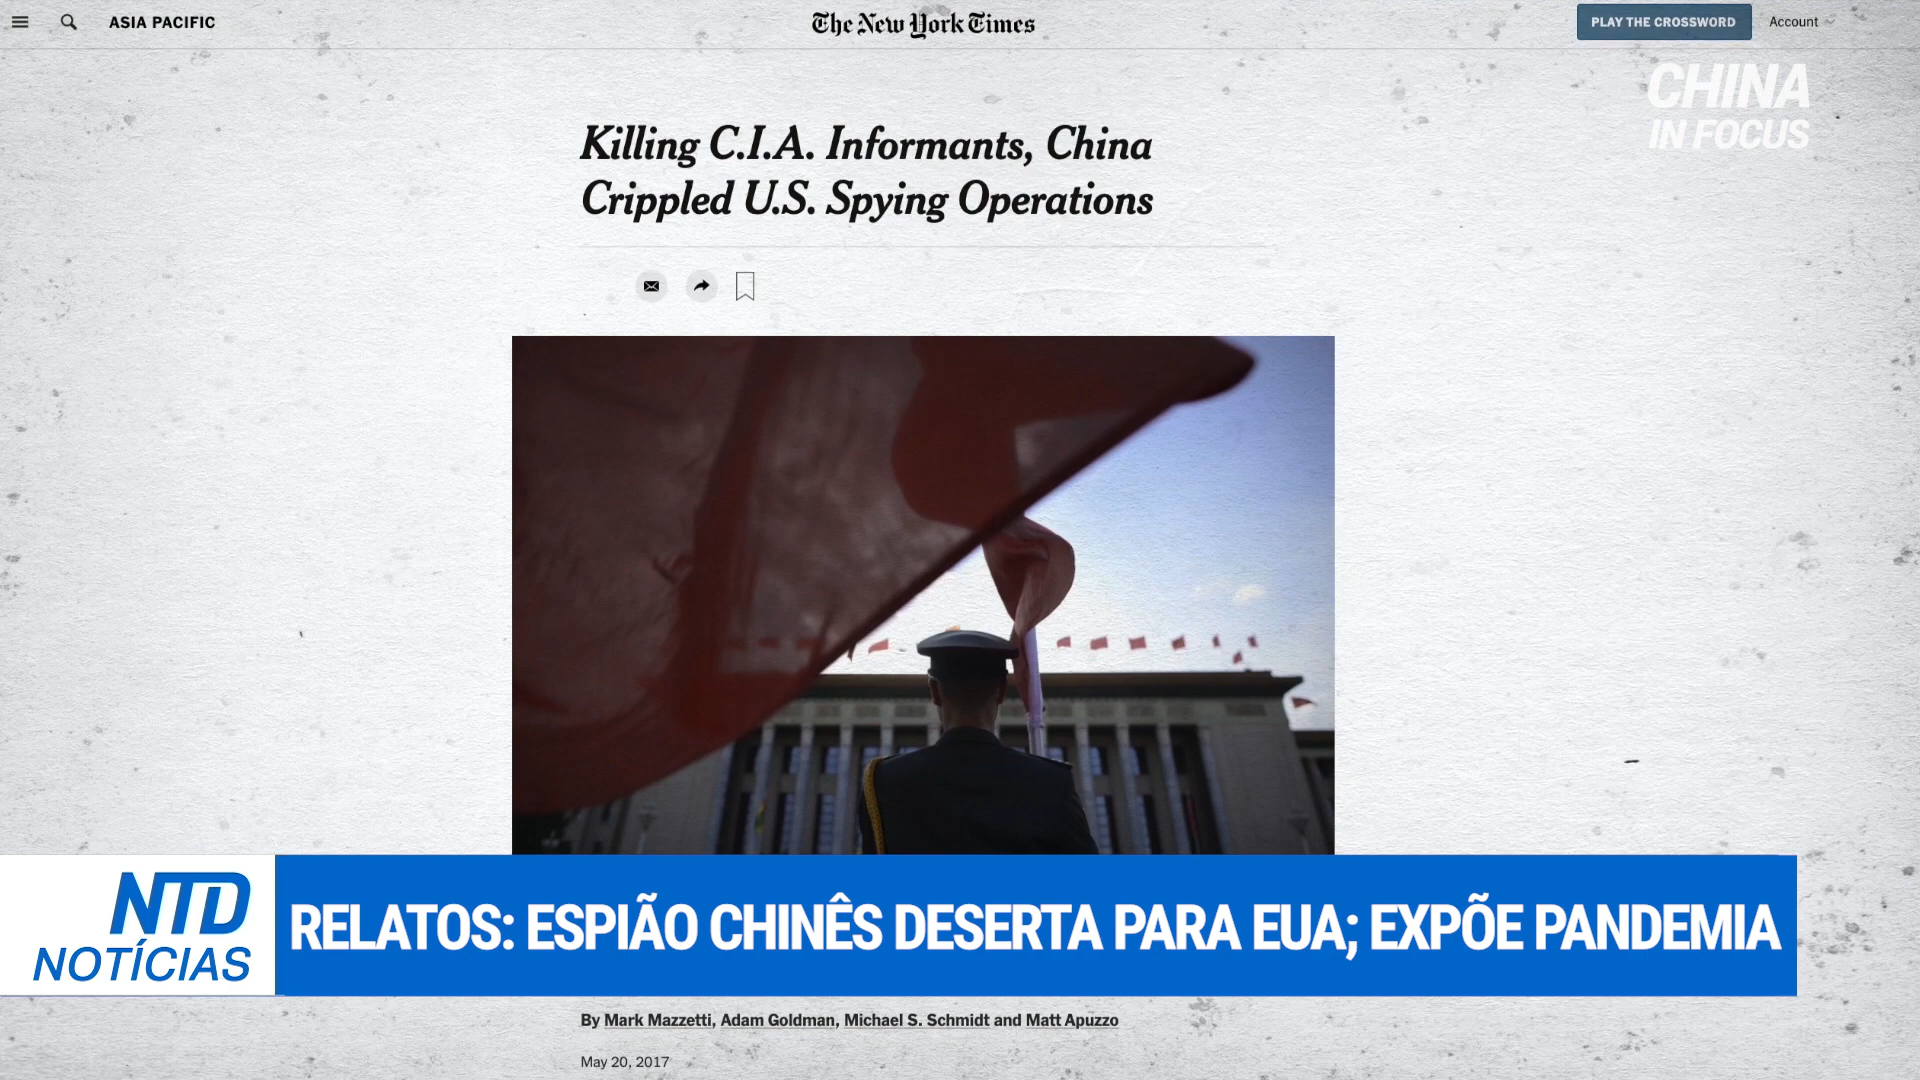 ASIA PACIFIC
The New York Times
PLAY THE CROSSWORD
Account
CHINA
IN FOCUS
Killing C.I.A. Informants, China
Crippled U.S. Spying Operations
NTD
NOTÍCIAS
RELATOS: ESPIÃO CHINÊS DESERTA PARA EUA; EXPÕE PANDEMIA
By Mark Mazzetti, Adam Goldman, Michael S. Schmidt and Matt Apuzzo
May 20, 2017